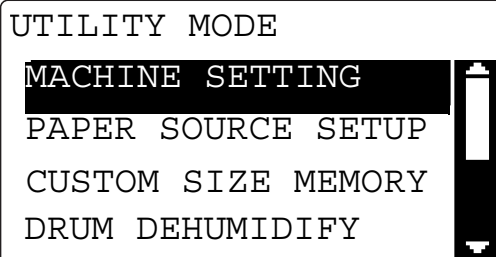 UTILITY MODE
MACHINE SETTING
PAPER SOURCE SETUP
CUSTOM SIZE MEMORY
DRUM DEHUMIDIFY